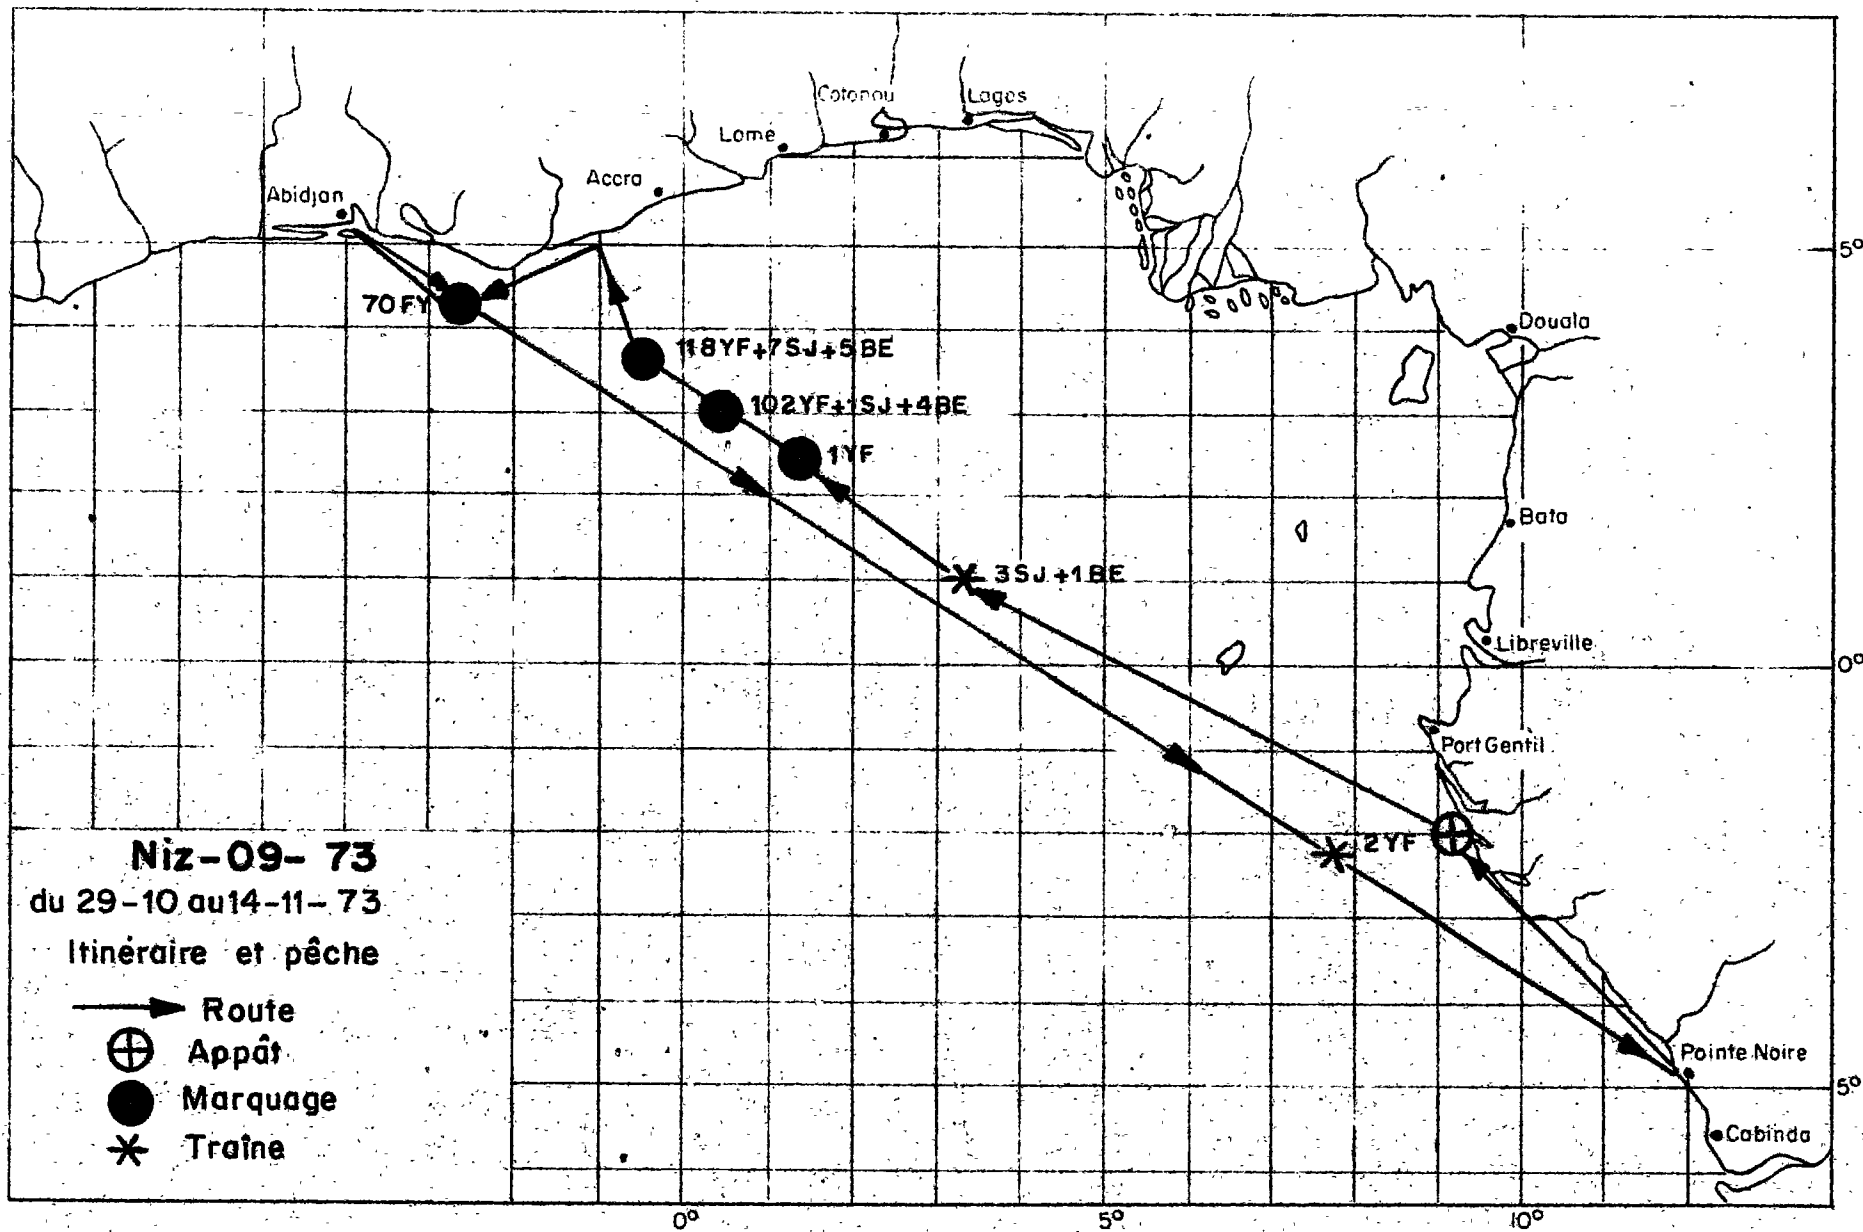 Cotonou
Lagos
Lomé
Accra
Abidjan
5°
70 FY
Douala
118YF+7SJ+5BE
102YF+1SJ+4BE
1YF
Bata
3SJ+1BE
Libreville
0°
Port Gentil
2YF
Niz-09-73
du 29-10 au 14-11-73
Itinéraire et pêche
Route
Appât
Marquage
Traîne
Pointe Noire
5°
Cabinda
0°
5°
10°